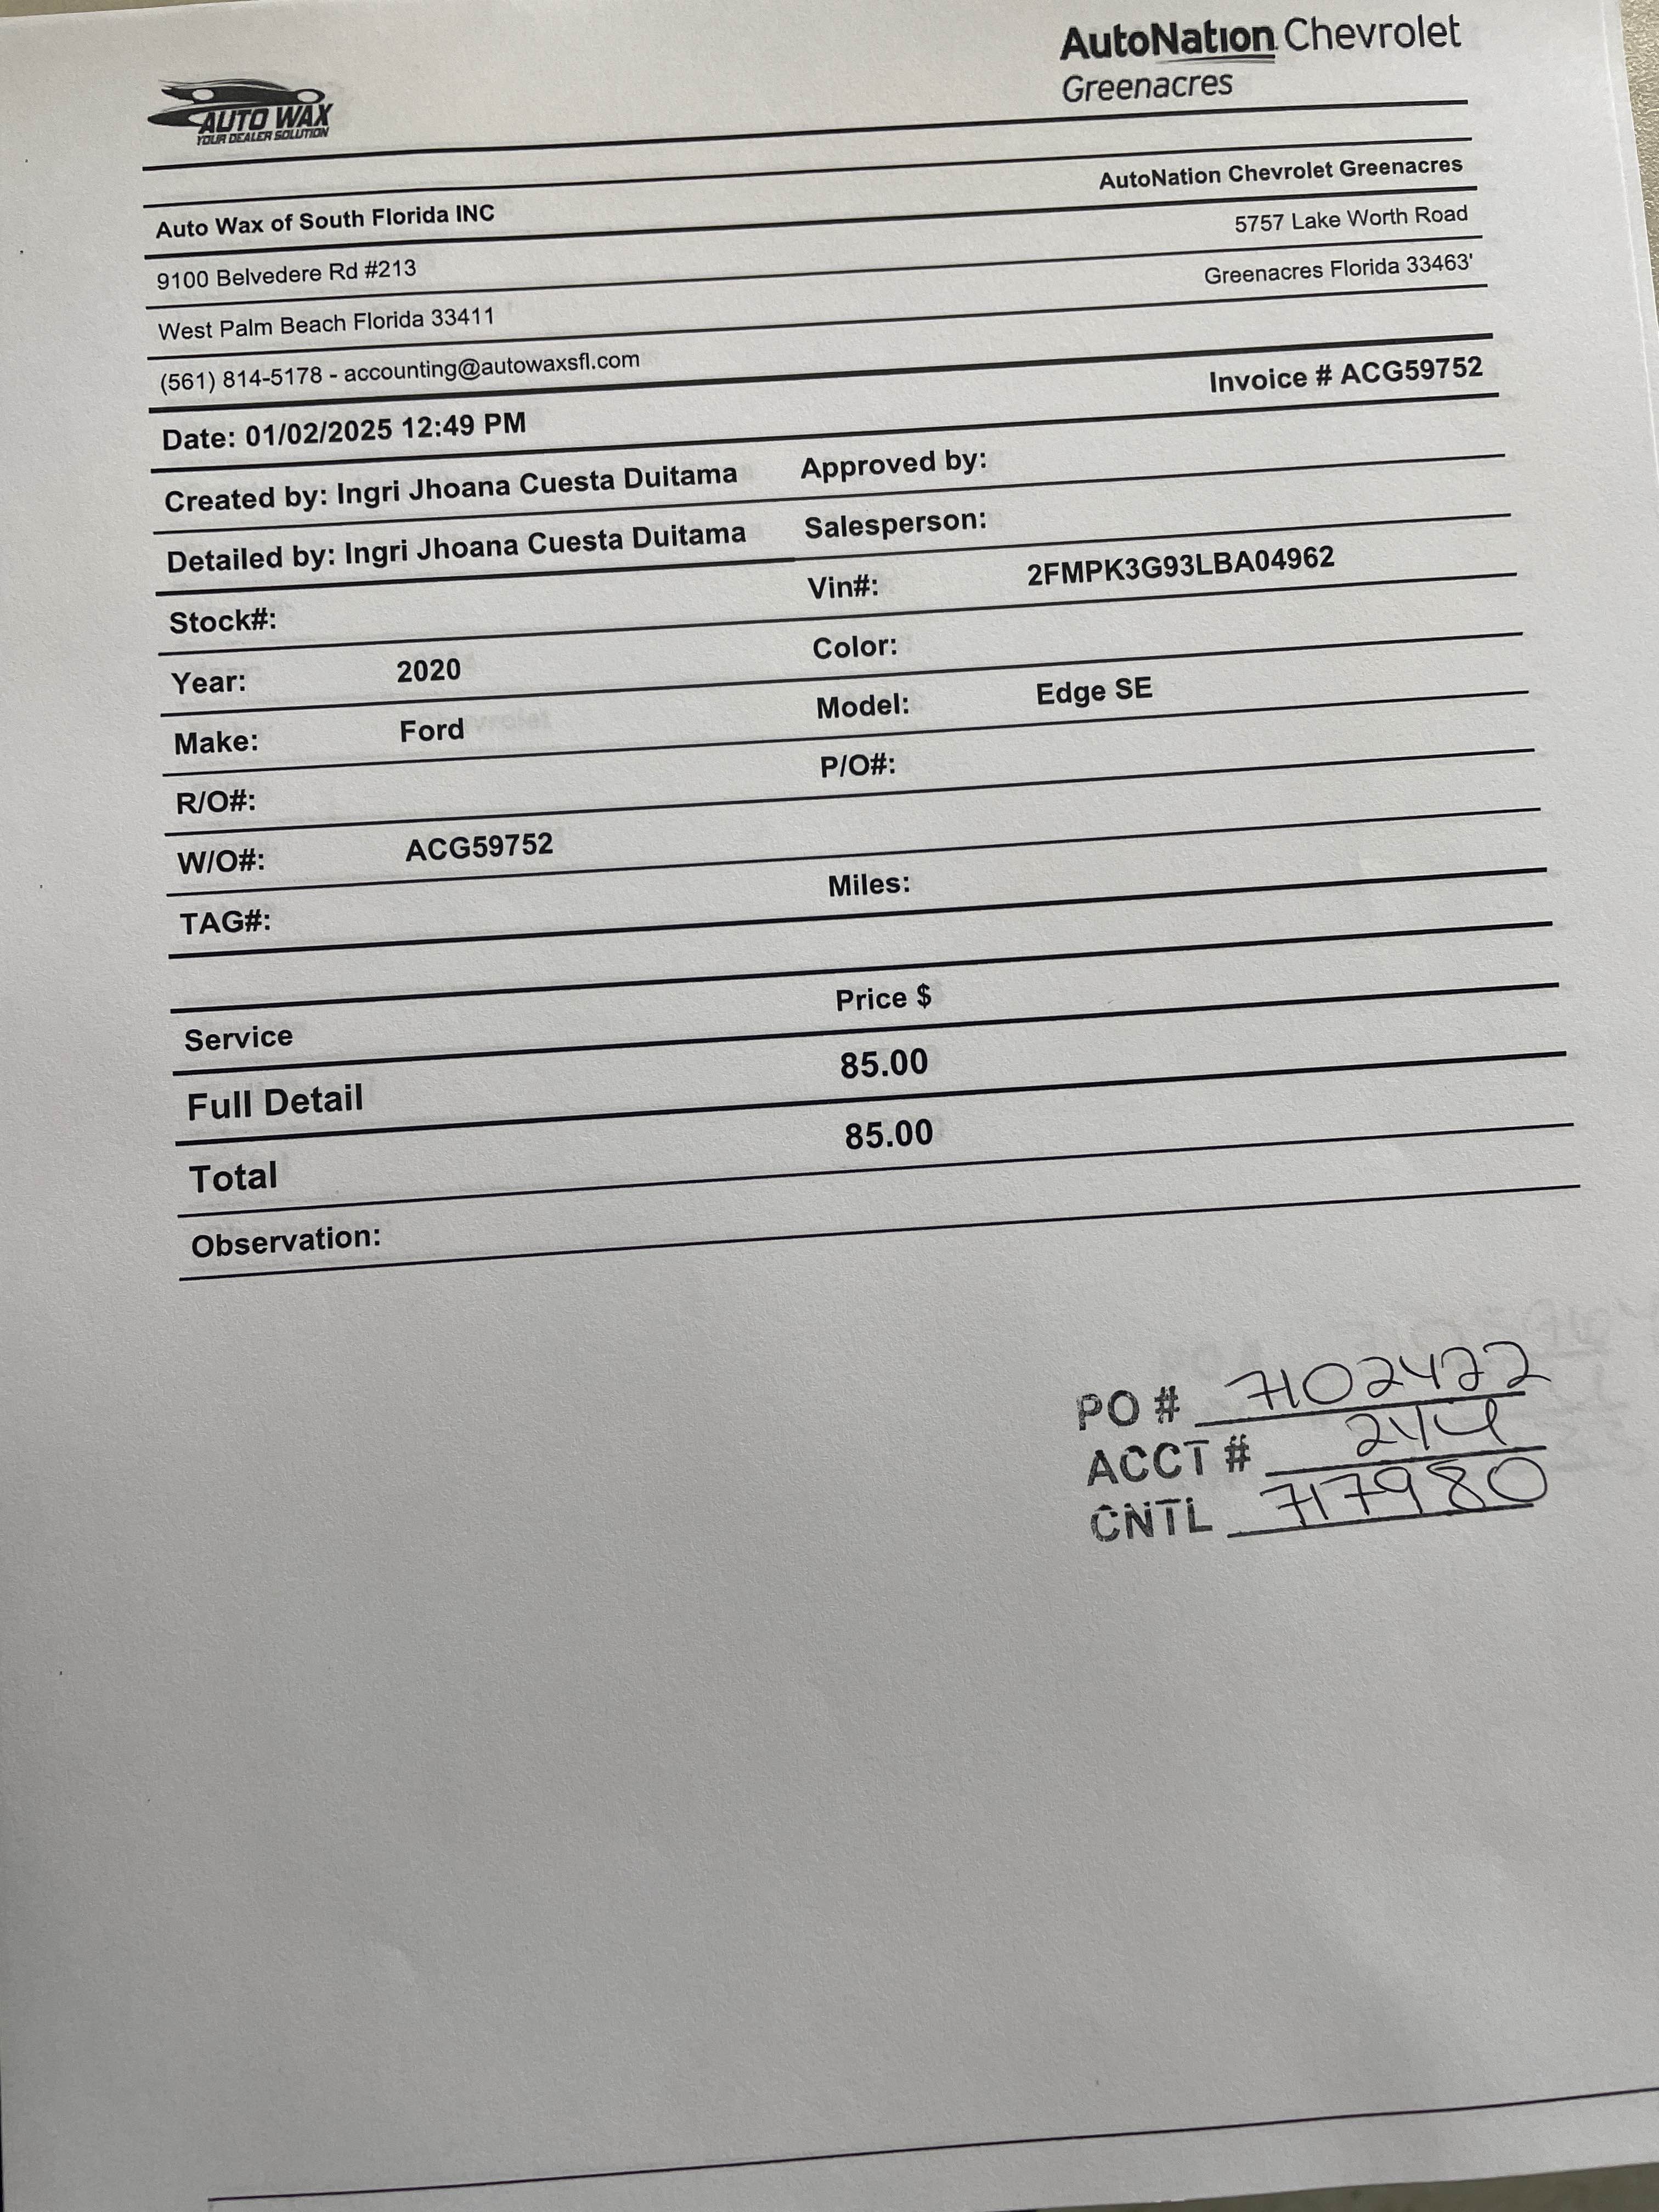 AUTO WAX
YOUR DEALER SOLUTION
AutoNation Chevrolet
Greenacres
AutoNation Chevrolet Greenacres
Auto Wax of South Florida INC
5757 Lake Worth Road
9100 Belvedere Rd #213
Greenacres Florida 33463'
West Palm Beach Florida 33411
(561) 814-5178 - accounting@autowaxsfl.com
Invoice # ACG59752
Date: 01/02/2025 12:49 PM
Created by: Ingri Jhoana Cuesta Duitama Approved by:
Detailed by: Ingri Jhoana Cuesta Duitama Salesperson:
Stock#: Vin#: 2FMPK3G93LBA04962
Year: 2020 Color:
Make: Ford Model: Edge SE
R/O#: P/O#:
W/O#: ACG59752
TAG#: Miles:
Service Price $
Full Detail 85.00
Total 85.00
Observation:
PO #
ACCT # 244
CNTL 717980